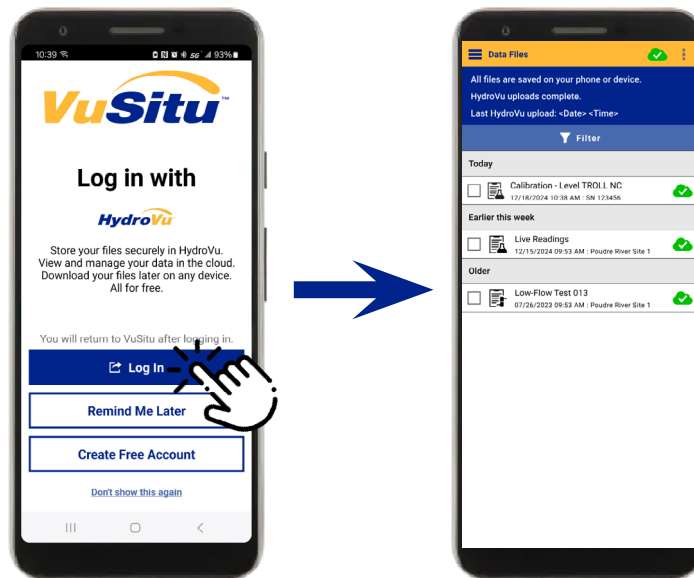 10:39
5G 93%
VuSitu™
Log in with
HydroVu
Store your files securely in HydroVu.
View and manage your data in the cloud.
Download your files later on any device.
All for free.
You will return to VuSitu after logging in.
Log In
Remind Me Later
Create Free Account
Don't show this again
Data Files
All files are saved on your phone or device.
HydroVu uploads complete.
Last HydroVu upload: <Date> <Time>
Filter
Today
Calibration - Level TROLL NC
12/18/2024 10:38 AM : SN 123456
Earlier this week
Live Readings
12/15/2024 09:53 AM : Poudre River Site 1
Older
Low-Flow Test 013
07/26/2023 09:53 AM : Poudre River Site 1